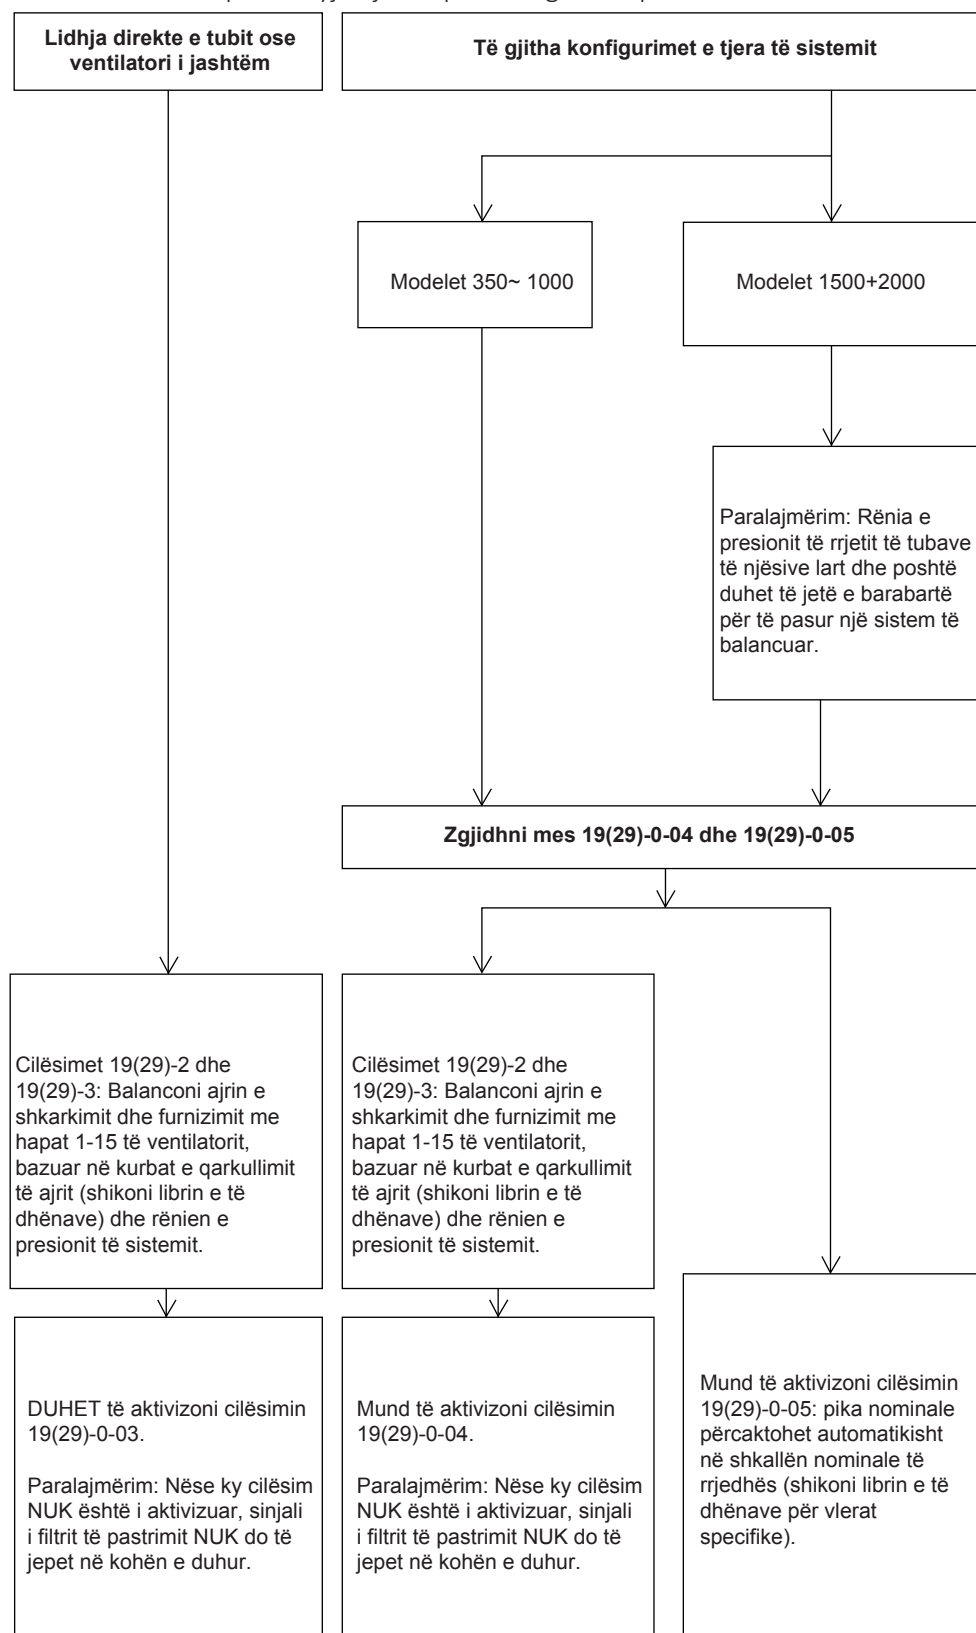 Lidhja direkte e tubit ose
ventilatori i jashtëm
Të gjitha konfigurimet e tjera të sistemit
Modelet 350~ 1000
Modelet 1500+2000
Paralajmërim: Rënia e
presionit të rrjetit të tubave
të njësive lart dhe poshtë
duhet të jetë e barabartë
për të pasur një sistem të
balancuar.
Zgjidhni mes 19(29)-0-04 dhe 19(29)-0-05
Cilësimet 19(29)-2 dhe
19(29)-3: Balanconi ajrin e
shkarkimit dhe furnizimit me
hapat 1-15 të ventilatorit,
bazuar në kurbat e qarkullimit
të ajrit (shikoni librin e të
dhënave) dhe rënien e
presionit të sistemit.
Cilësimet 19(29)-2 dhe
19(29)-3: Balanconi ajrin e
shkarkimit dhe furnizimit me
hapat 1-15 të ventilatorit,
bazuar në kurbat e qarkullimit
të ajrit (shikoni librin e të
dhënave) dhe rënien e
presionit të sistemit.
DUHET të aktivizoni cilësimin
19(29)-0-03.
Paralajmërim: Nëse ky cilësim
NUK është i aktivizuar, sinjali
i filtrit të pastrimit NUK do të
jepet në kohën e duhur.
Mund të aktivizoni cilësimin
19(29)-0-04.
Paralajmërim: Nëse ky cilësim
NUK është i aktivizuar, sinjali
i filtrit të pastrimit NUK do të
jepet në kohën e duhur.
Mund të aktivizoni cilësimin
19(29)-0-05: pika nominale
përcaktohet automatikisht
në shkallën nominale të
rrjedhës (shikoni librin e të
dhënave për vlerat
specifike).